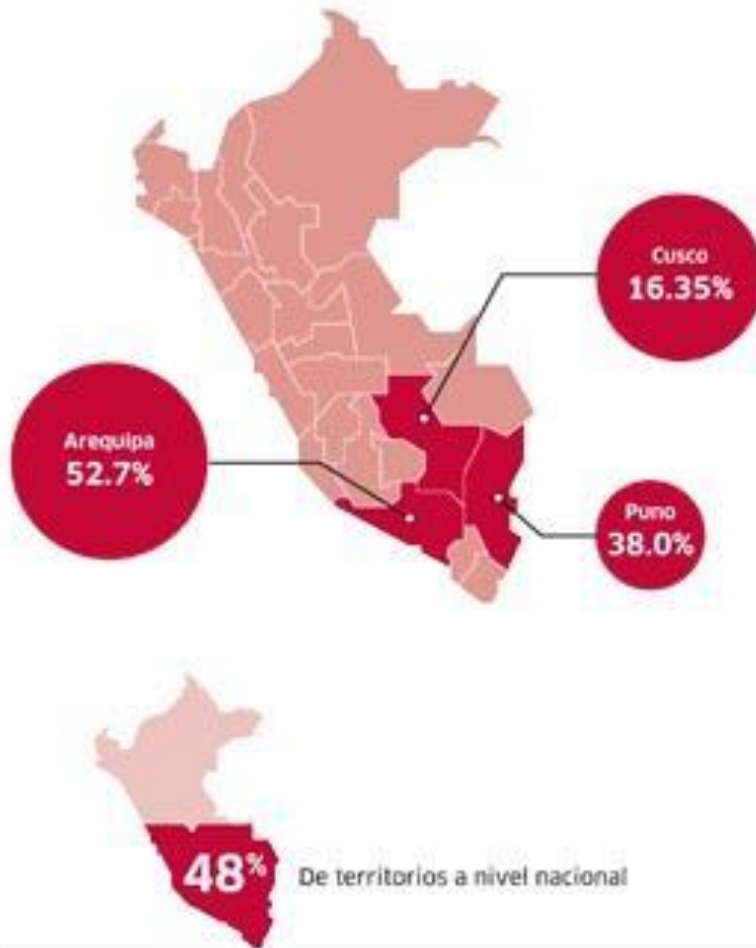 Cusco
16.35%
Arequipa
52.7%
Puno
38.0%
48%
De territorios a nivel nacional